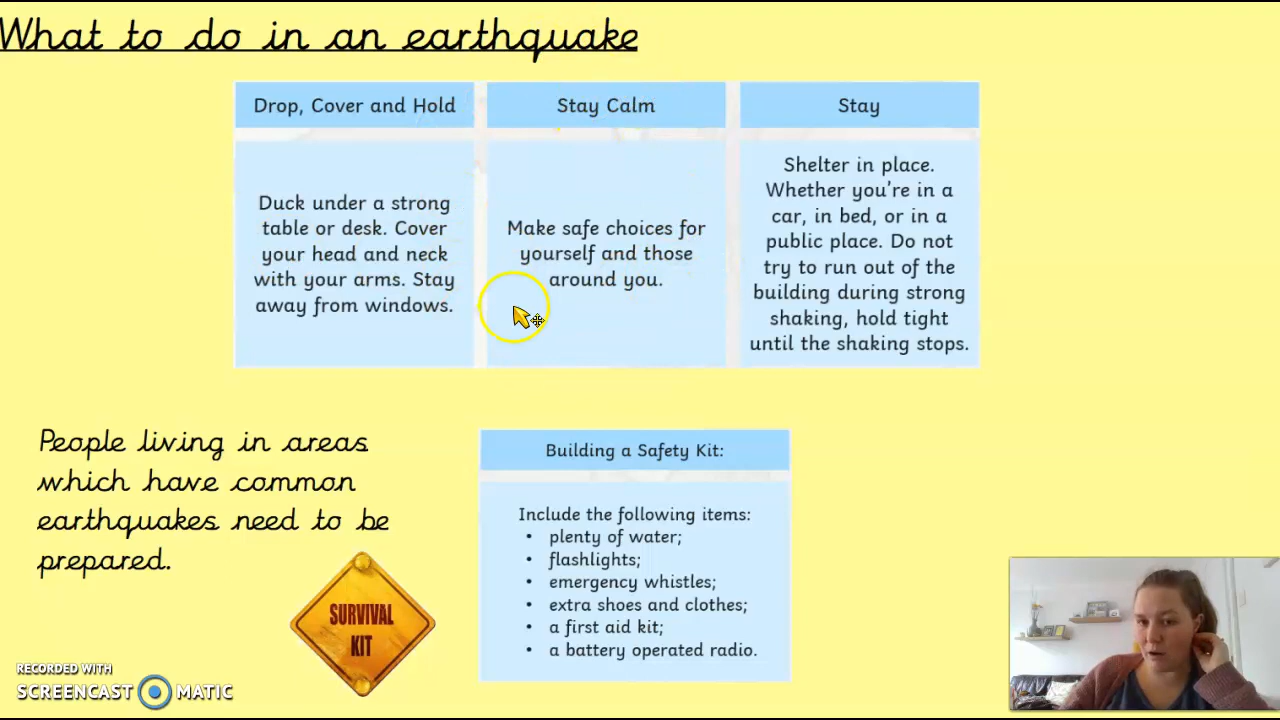 What to do in an earthquake
Drop, Cover and Hold
Duck under a strong
table or desk. Cover
your head and neck
with your arms. Stay
away from windows.
Stay Calm
Make safe choices for
yourself and those
around you.
Stay
Shelter in place.
Whether you're in a
car, in bed, or in a
public place. Do not
try to run out of the
building during strong
shaking, hold tight
until the shaking stops.
People living in areas
which have common
earthquakes need to be
prepared.
SURVIVAL
KIT
Building a Safety Kit:
Include the following items:
• plenty of water;
• flashlights;
• emergency whistles;
• extra shoes and clothes;
• a first aid kit;
• a battery operated radio.
RECORDED WITH
SCREENCAST MATIC